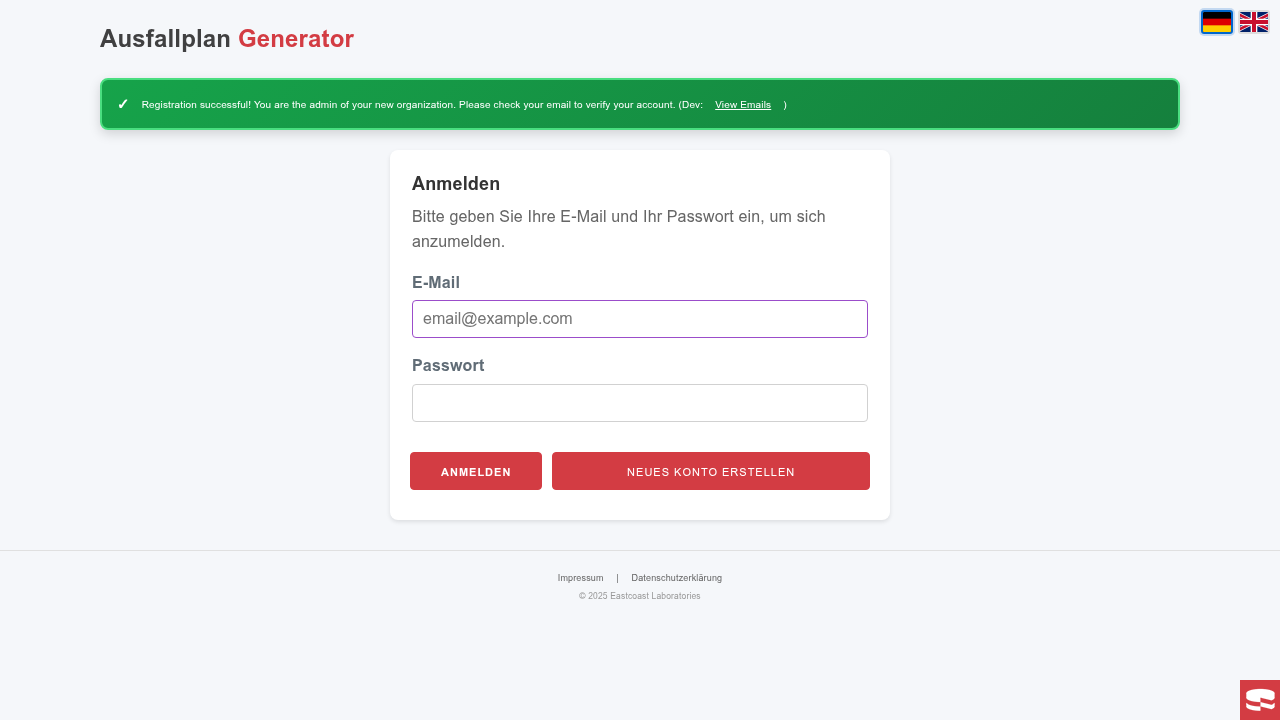 Ausfallplan Generator
✓ Registration successful! You are the admin of your new organization. Please check your email to verify your account. (Dev: View Emails )
Anmelden
Bitte geben Sie Ihre E-Mail und Ihr Passwort ein, um sich
anzumelden.
E-Mail
email@example.com
Passwort
ANMELDEN
NEUES KONTO ERSTELLEN
Impressum | Datenschutzerklärung
© 2025 Eastcoast Laboratories